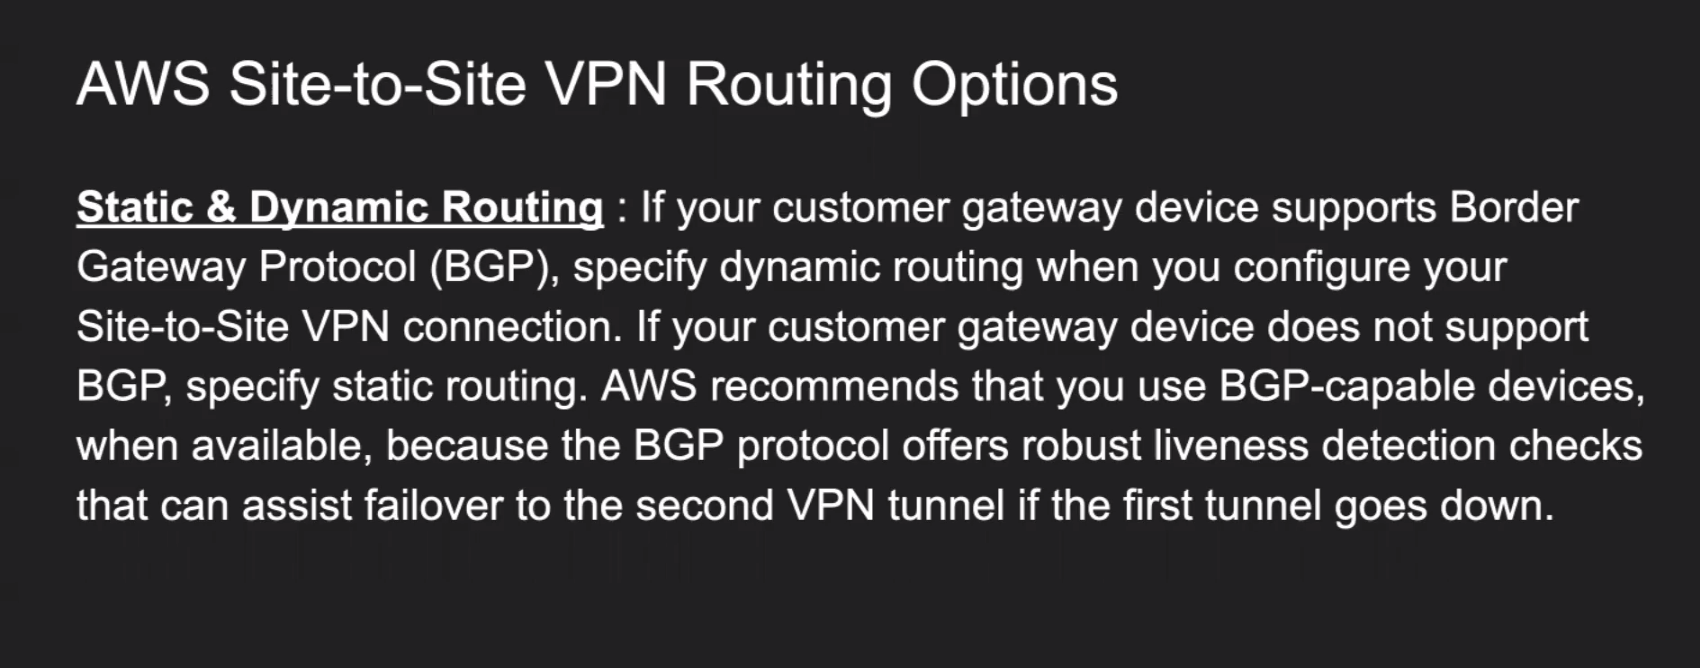 AWS Site-to-Site VPN Routing Options
Static & Dynamic Routing : If your customer gateway device supports Border
Gateway Protocol (BGP), specify dynamic routing when you configure your
Site-to-Site VPN connection. If your customer gateway device does not support
BGP, specify static routing. AWS recommends that you use BGP-capable devices,
when available, because the BGP protocol offers robust liveness detection checks
that can assist failover to the second VPN tunnel if the first tunnel goes down.